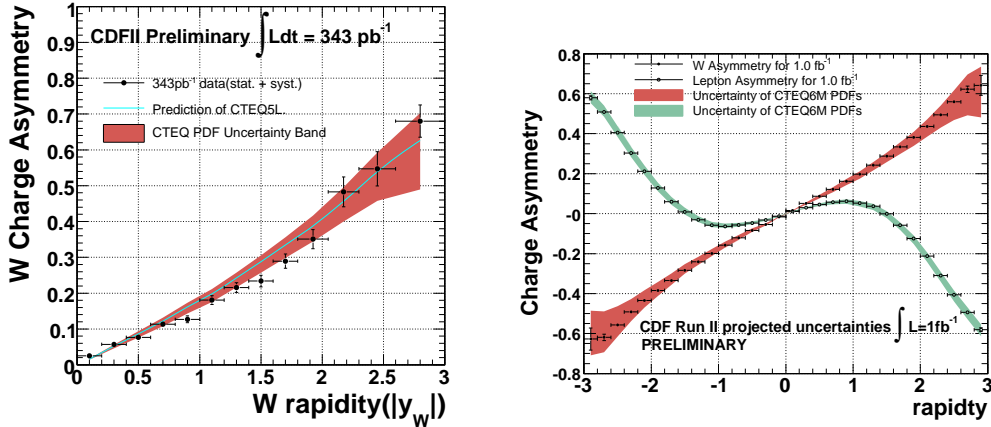 CDFII Preliminary ∫Ldt = 343 pb⁻¹
343pb⁻¹ data(stat. + syst.)
Prediction of CTEQ5L.
CTEQ PDF Uncertainty Band
W Charge Asymmetry
1
0.9
0.8
0.7
0.6
0.5
0.4
0.3
0.2
0.1
0
0 0.5 1 1.5 2 2.5 3
W rapidity(|y_W|)
W Asymmetry for 1.0 fb⁻¹
Lepton Asymmetry for 1.0 fb⁻¹
Uncertainty of CTEQ6M PDFs
Uncertainty of CTEQ6M PDFs
Charge Asymmetry
0.8
0.6
0.4
0.2
-0
-0.2
-0.4
-0.6
-0.8
CDF Run II projected uncertainties ∫ L=1fb⁻¹
PRELIMINARY
-3 -2 -1 0 1 2 3
rapidty